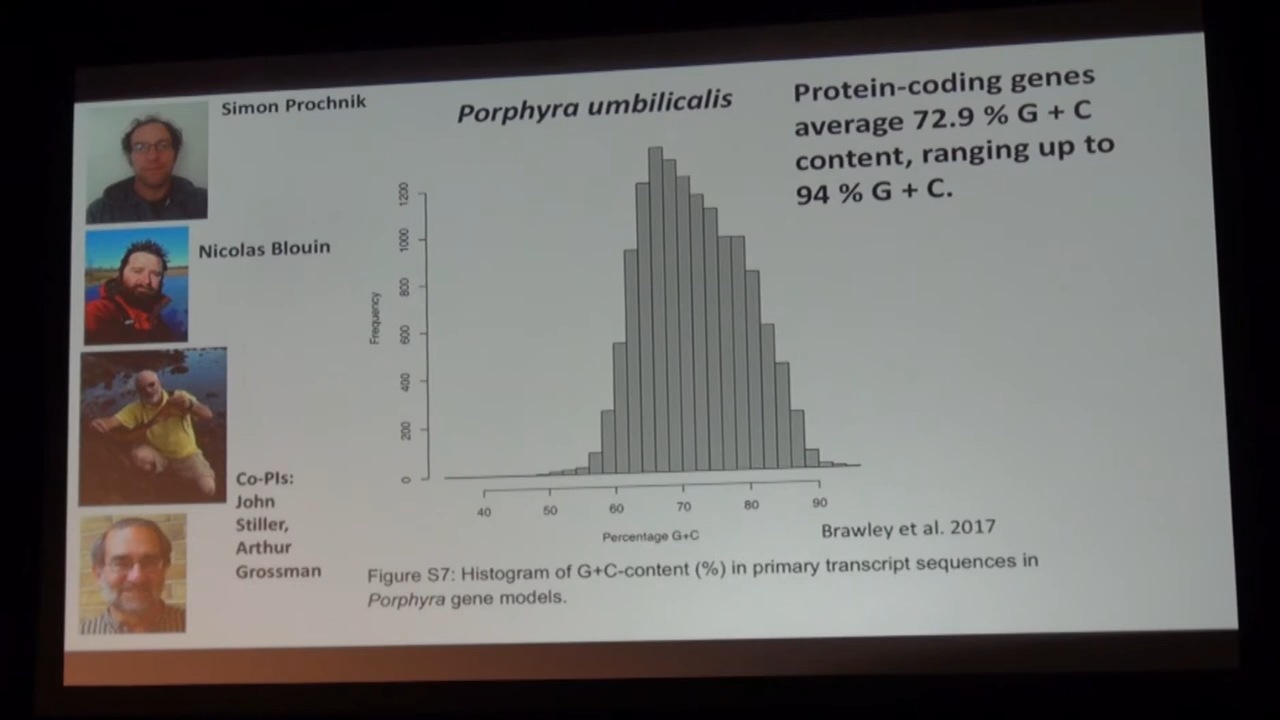 Simon Prochnik
Nicolas Blouin
Co-PIs:
John
Stiller,
Arthur
Grossman
Porphyra umbilicalis
Protein-coding genes
average 72.9 % G + C
content, ranging up to
94 % G + C.
Frequency
1200
1000
800
600
400
200
0
40 50 60 70 80 90
Percentage G+C
Brawley et al. 2017
Figure S7: Histogram of G+C-content (%) in primary transcript sequences in
Porphyra gene models.